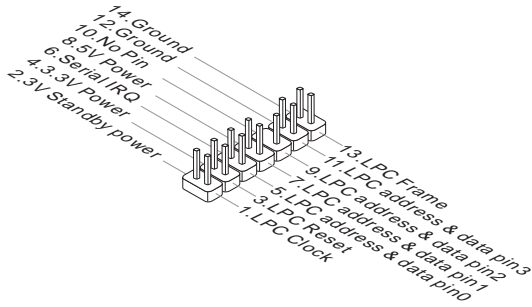 14.Ground
12.Ground
10.No Pin
8.5V Power
6.Serial IRQ
4.3.3V Power
2.3V Standby power
13.LPC Frame
11.LPC address & data pin3
9.LPC address & data pin2
7.LPC address & data pin1
5.LPC address & data pin0
3.LPC Reset
1.LPC Clock